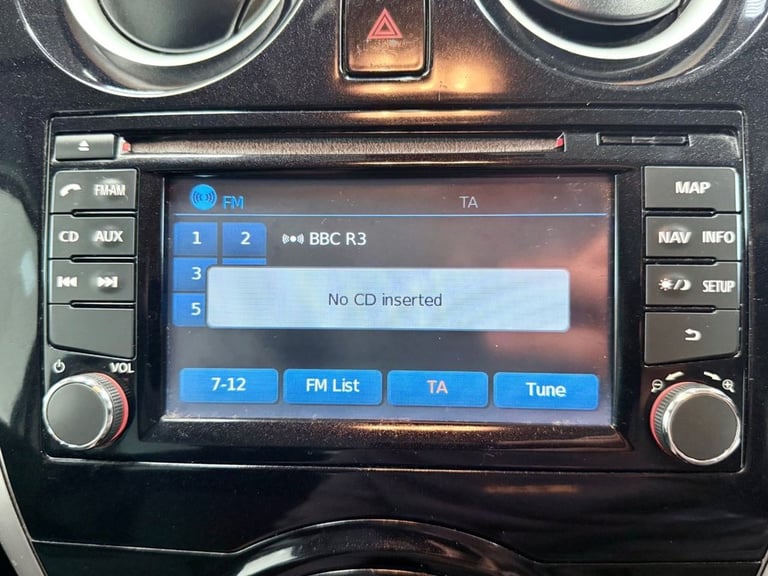 FM-AM
MAP
FM
TA
CD AUX
1 2
BBC R3
NAV INFO
3
No CD inserted
SETUP
5
VOL
7-12
FM List
TA
Tune